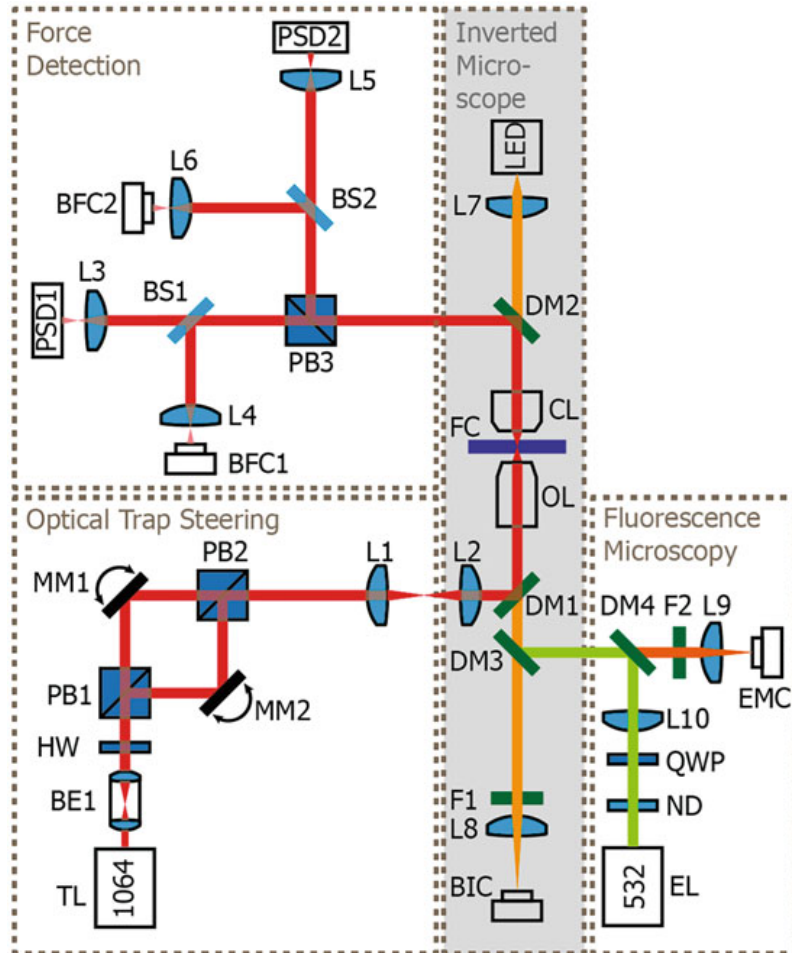 Force
Detection
PSD2
L5
L6
BFC2
BS2
L3
BS1
PSD1
PB3
L4
BFC1
Inverted
Micro-
scope
LED
L7
DM2
CL
FC
OL
DM1
DM3
F1
L8
BIC
Optical Trap Steering
PB2
L1
L2
MM1
PB1
MM2
HW
BE1
TL
1064
Fluorescence
Microscopy
DM4
F2
L9
EMC
L10
QWP
ND
532
EL